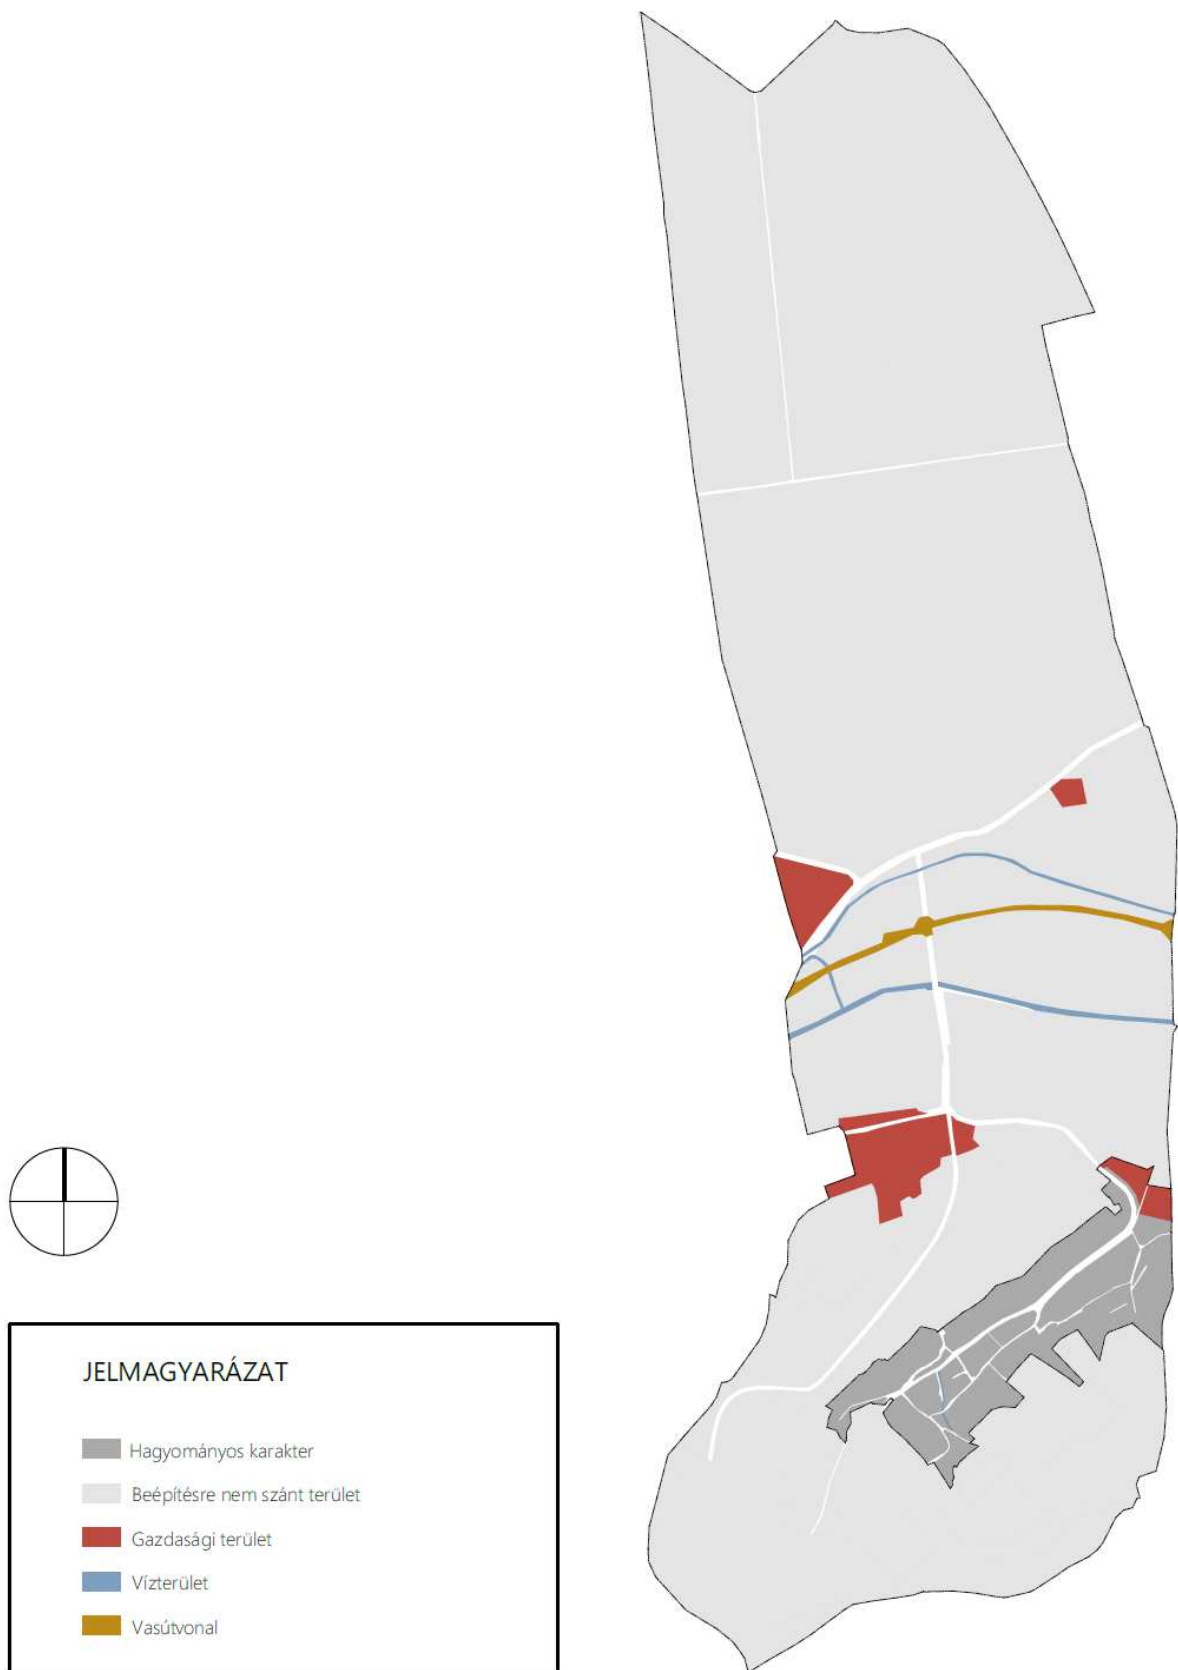 JELMAGYARÁZAT
Hagyományos karakter
Beépítésre nem szánt terület
Gazdasági terület
Vízterület
Vasútvonal